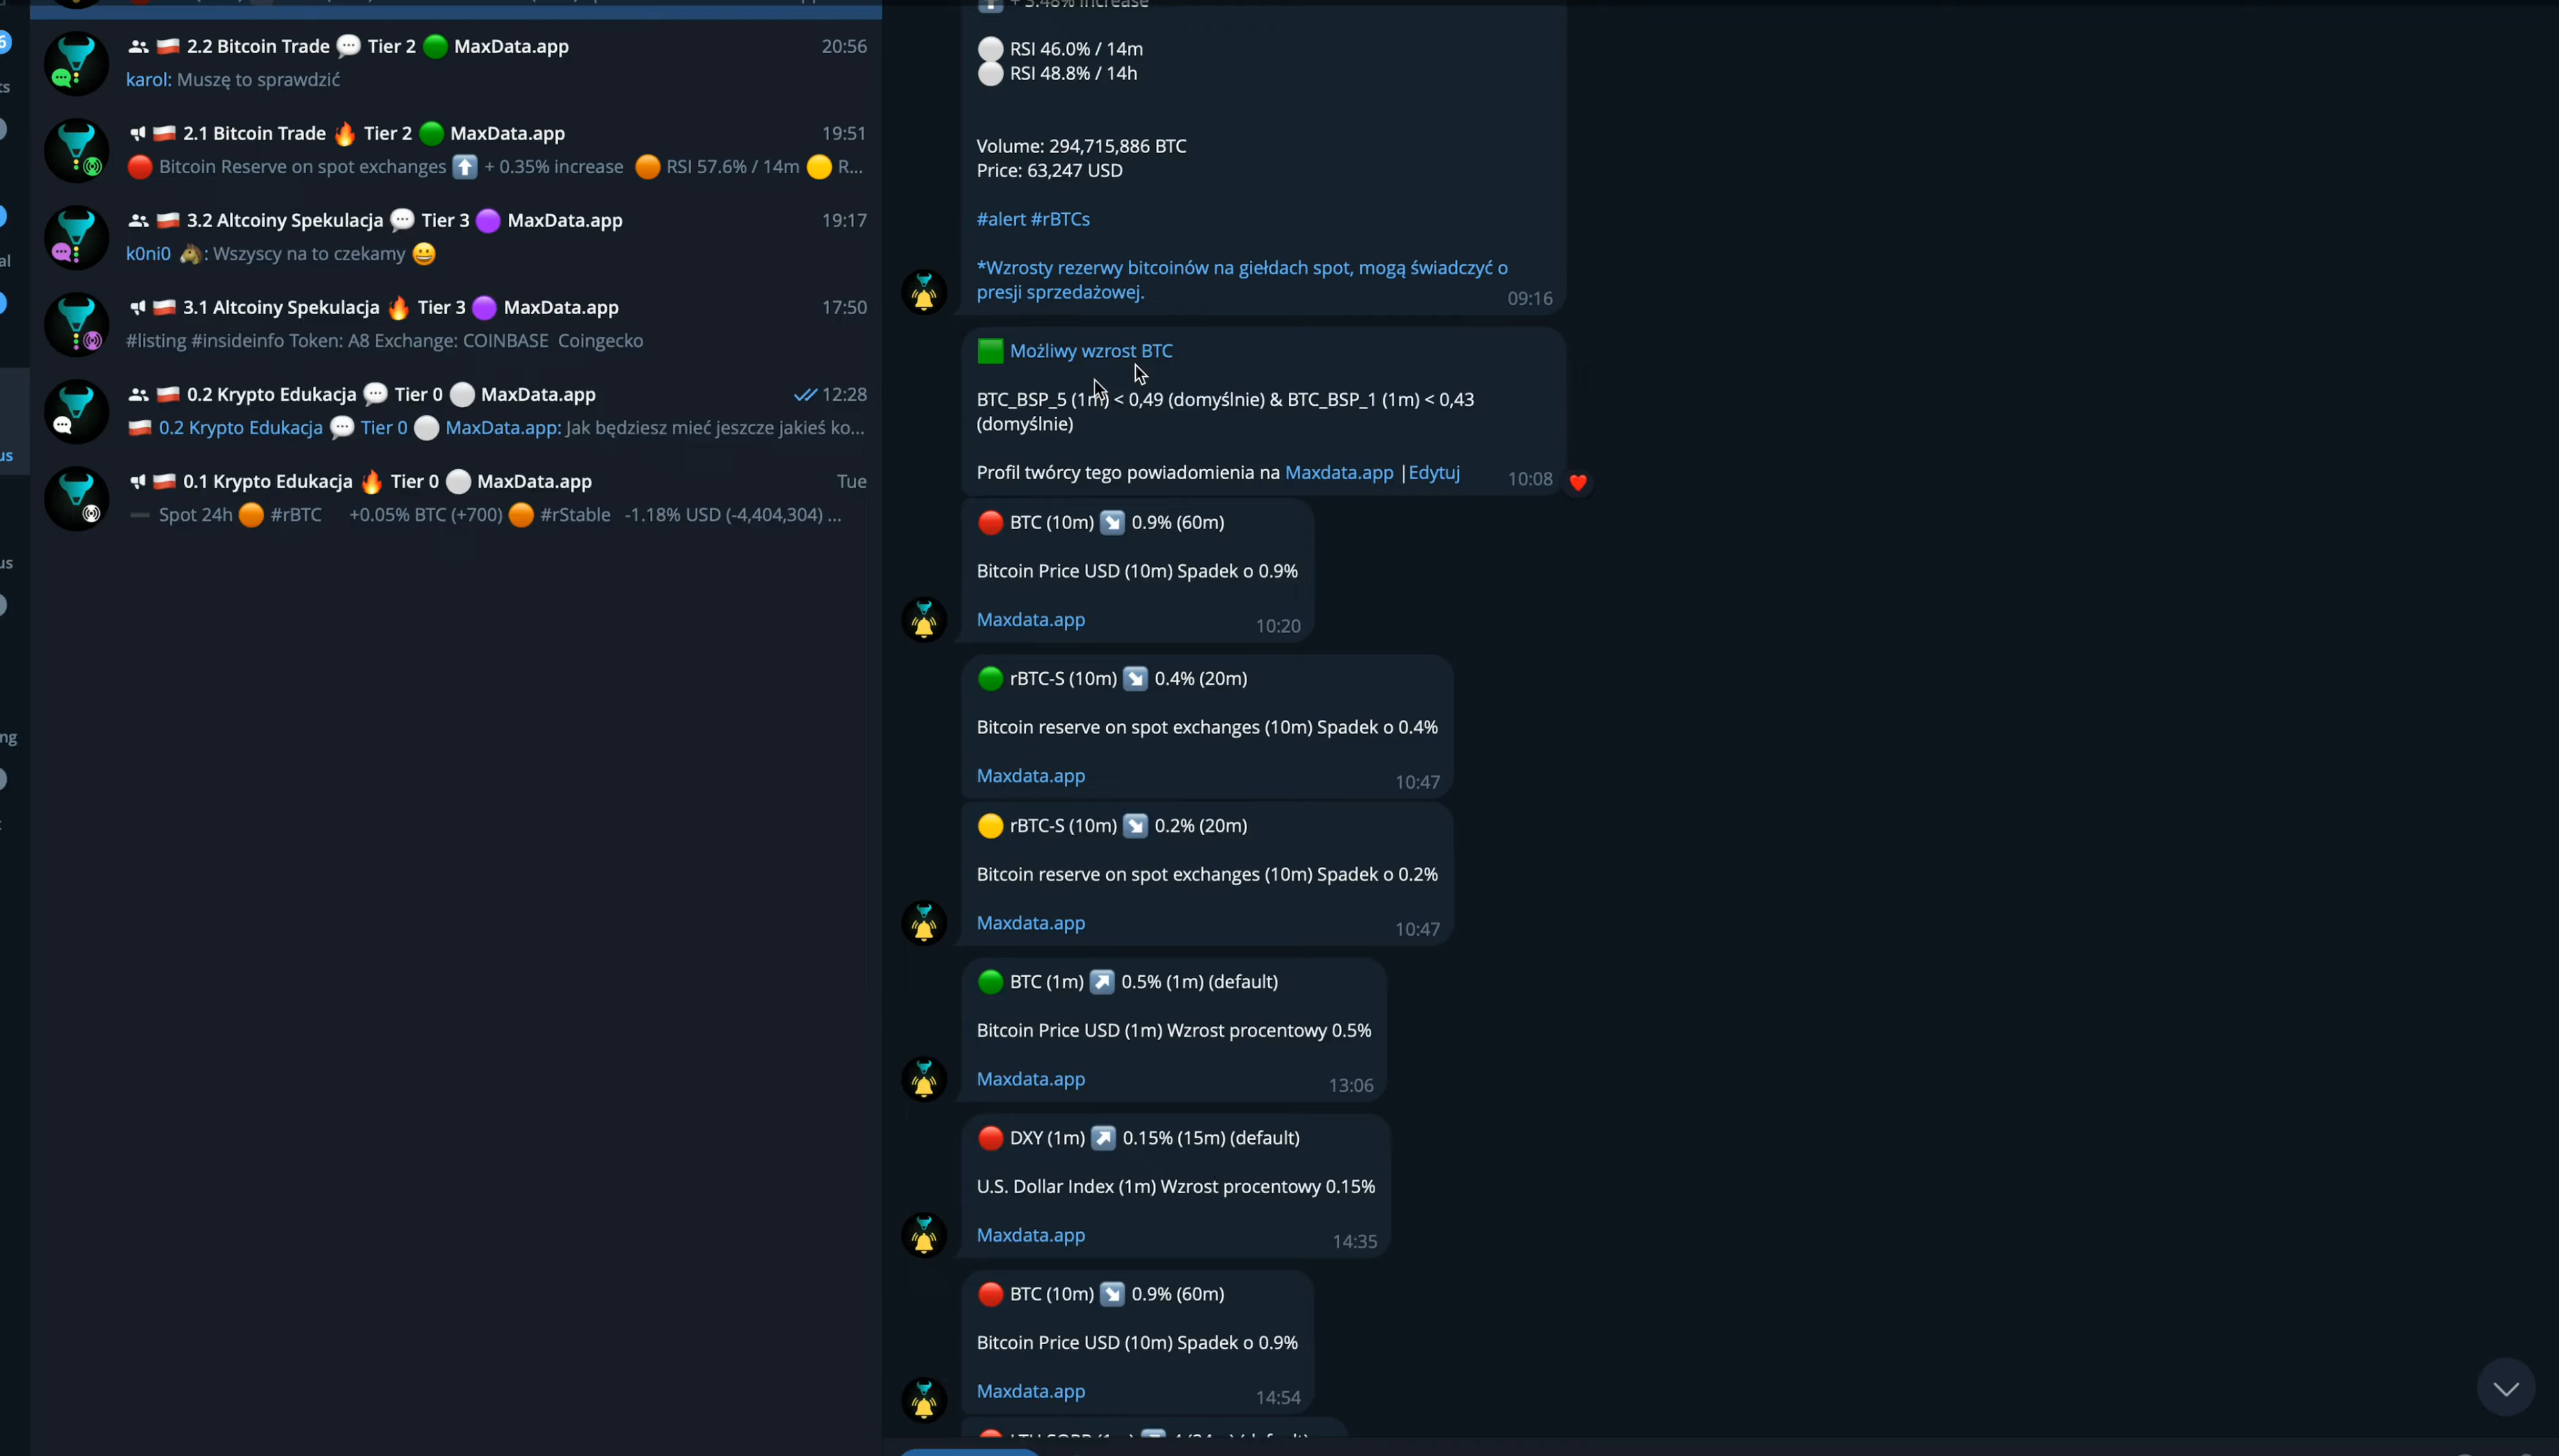 2.2 Bitcoin Trade 💬 Tier 2 🟢 MaxData.app 20:56
karol: Muszę to sprawdzić
2.1 Bitcoin Trade 🔥 Tier 2 🟢 MaxData.app 19:51
🔴 Bitcoin Reserve on spot exchanges ⬆️ + 0.35% increase 🟠 RSI 57.6% / 14m 🟡 R...
3.2 Altcoiny Spekulacja 💬 Tier 3 🟣 MaxData.app 19:17
k0ni0 🐴: Wszyscy na to czekamy 😀
3.1 Altcoiny Spekulacja 🔥 Tier 3 🟣 MaxData.app 17:50
#listing #insideinfo Token: A8 Exchange: COINBASE Coingecko
0.2 Krypto Edukacja 💬 Tier 0 ⚪ MaxData.app 12:28
🇵🇱 0.2 Krypto Edukacja 💬 Tier 0 ⚪ MaxData.app: Jak będziesz mieć jeszcze jakieś ko...
0.1 Krypto Edukacja 🔥 Tier 0 ⚪ MaxData.app Tue
➖ Spot 24h 🟠 #rBTC +0.05% BTC (+700) 🟠 #rStable -1.18% USD (-4,404,304) ...
⬆️ + 3.48% increase
⚪ RSI 46.0% / 14m
⚪ RSI 48.8% / 14h
Volume: 294,715,886 BTC
Price: 63,247 USD
#alert #rBTCs
*Wzrosty rezerwy bitcoinów na giełdach spot, mogą świadczyć o
presji sprzedażowej. 09:16
🟩 Możliwy wzrost BTC
BTC_BSP_5 (1m) < 0,49 (domyślnie) & BTC_BSP_1 (1m) < 0,43
(domyślnie)
Profil twórcy tego powiadomienia na Maxdata.app |Edytuj 10:08
🔴 BTC (10m) ↘️ 0.9% (60m)
Bitcoin Price USD (10m) Spadek o 0.9%
Maxdata.app 10:20
🟢 rBTC-S (10m) ↘️ 0.4% (20m)
Bitcoin reserve on spot exchanges (10m) Spadek o 0.4%
Maxdata.app 10:47
🟡 rBTC-S (10m) ↘️ 0.2% (20m)
Bitcoin reserve on spot exchanges (10m) Spadek o 0.2%
Maxdata.app 10:47
🟢 BTC (1m) ↗️ 0.5% (1m) (default)
Bitcoin Price USD (1m) Wzrost procentowy 0.5%
Maxdata.app 13:06
🔴 DXY (1m) ↗️ 0.15% (15m) (default)
U.S. Dollar Index (1m) Wzrost procentowy 0.15%
Maxdata.app 14:35
🔴 BTC (10m) ↘️ 0.9% (60m)
Bitcoin Price USD (10m) Spadek o 0.9%
Maxdata.app 14:54